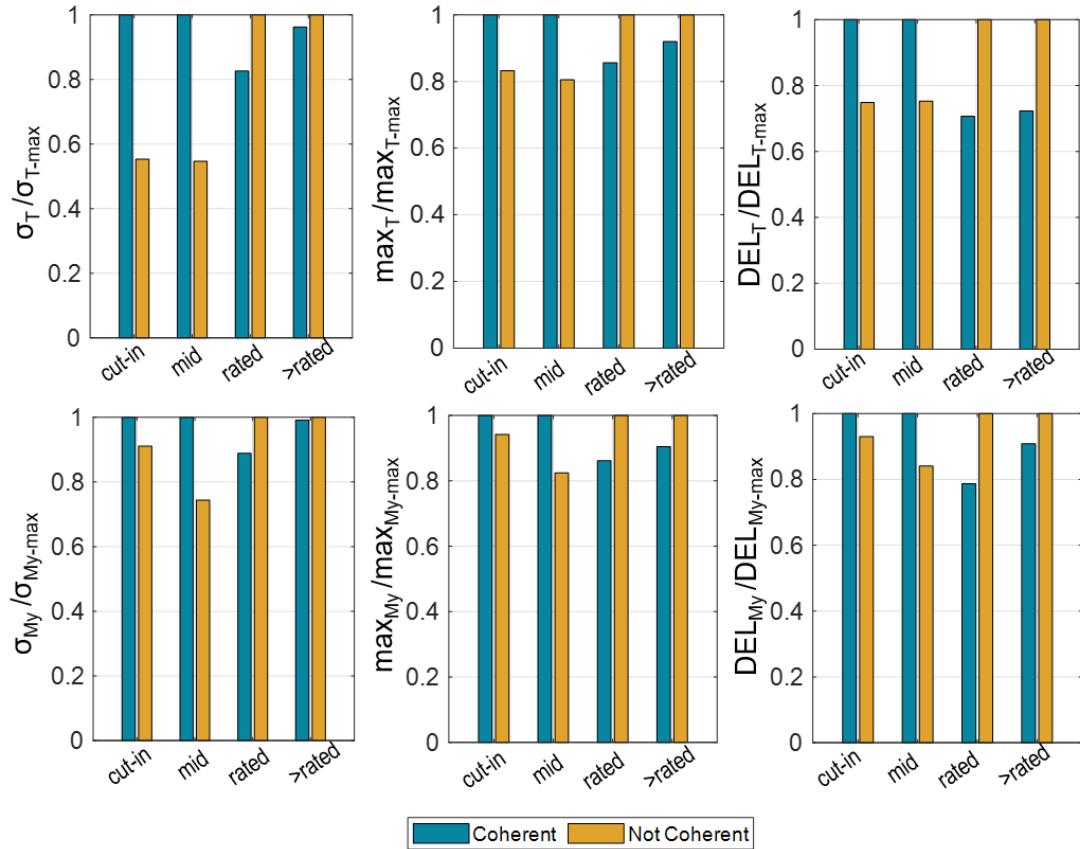 σT/σT-max
1
0.8
0.6
0.4
0.2
0
cut-in mid rated >rated
maxT/maxT-max
1
0.8
0.6
0.4
0.2
0
cut-in mid rated >rated
DELT/DELT-max
1
0.8
0.6
0.4
0.2
0
cut-in mid rated >rated
σMy/σMy-max
1
0.8
0.6
0.4
0.2
0
cut-in mid rated >rated
maxMy/maxMy-max
1
0.8
0.6
0.4
0.2
0
cut-in mid rated >rated
DELMy/DELMy-max
1
0.8
0.6
0.4
0.2
0
cut-in mid rated >rated
Coherent Not Coherent